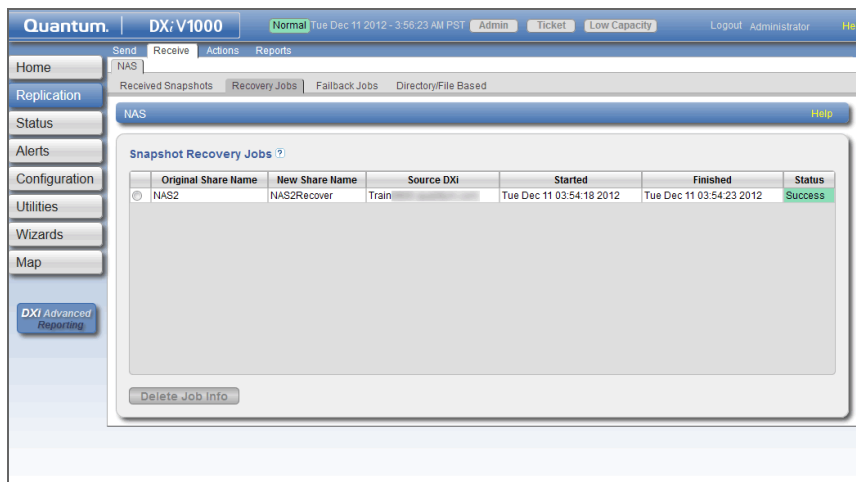 Quantum. DXi V1000 Normal Tue Dec 11 2012 - 3:56:23 AM PST Admin Ticket Low Capacity Logout Administrator He
Send Receive Actions Reports
Home
NAS
Received Snapshots Recovery Jobs Failback Jobs Directory/File Based
Replication
NAS Help
Status
Alerts
Snapshot Recovery Jobs ?
Configuration
Original Share Name New Share Name Source DXi Started Finished Status
NAS2 NAS2Recover Train Tue Dec 11 03:54:18 2012 Tue Dec 11 03:54:23 2012 Success
Utilities
Wizards
Map
DXi Advanced
Reporting
Delete Job Info